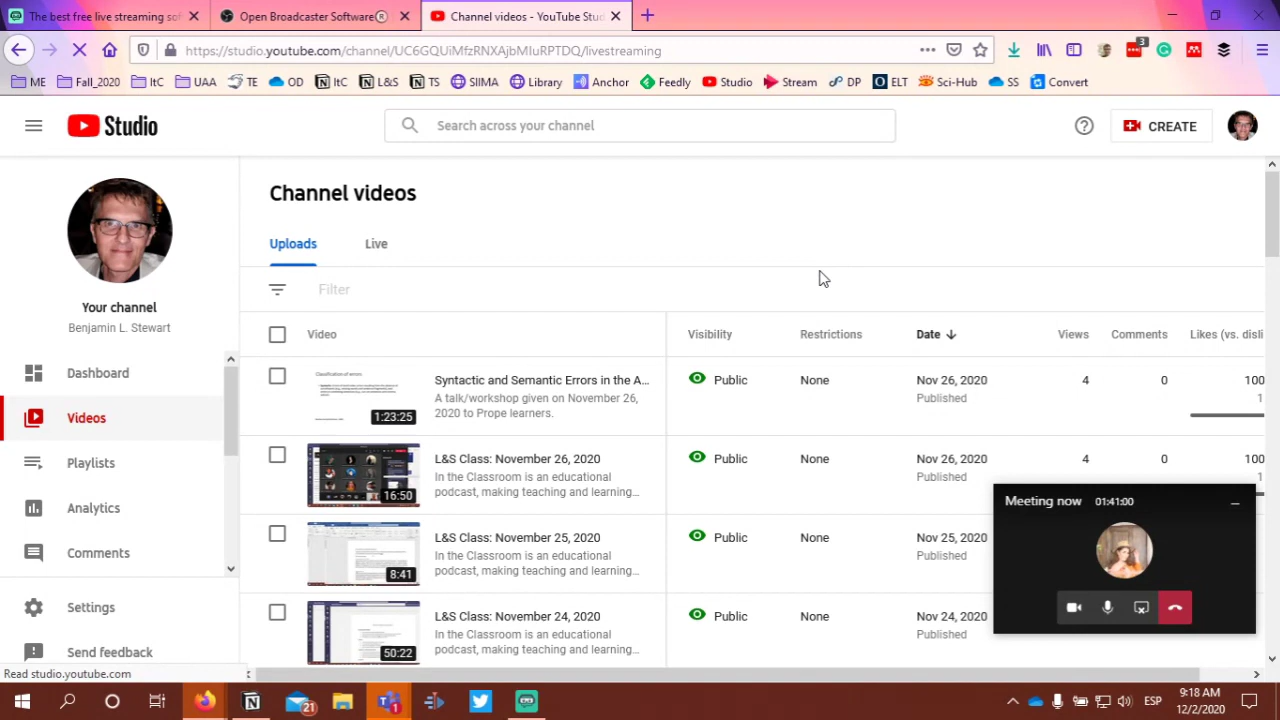 The best free live streaming sof
Open Broadcaster Software®
Channel videos - YouTube Stud
https://studio.youtube.com/channel/UC6GQUiMfzRNXAjbMIuRPTDQ/livestreaming
3
ME
Fall_2020
ItC
UAA
TE
OD
ItC
L&S
TS
SIIMA
Library
Anchor
Feedly
Studio
Stream
DP
ELT
Sci-Hub
SS
Convert
Studio
Search across your channel
CREATE
Your channel
Benjamin L. Stewart
Dashboard
Videos
Playlists
Analytics
Comments
Settings
Send feedback
Read studio.youtube.com
Channel videos
Uploads
Live
Filter
Video
Visibility
Restrictions
Date
Views
Comments
Likes (vs. disli
Classification of errors
1:23:25
Syntactic and Semantic Errors in the A...
A talk/workshop given on November 26,
2020 to Prope learners.
Public
None
Nov 26, 2020
Published
4
0
100
1
16:50
L&S Class: November 26, 2020
In the Classroom is an educational
podcast, making teaching and learning...
Public
None
Nov 26, 2020
Published
4
0
100
8:41
L&S Class: November 25, 2020
In the Classroom is an educational
podcast, making teaching and learning...
Public
None
Nov 25, 2020
Published
50:22
L&S Class: November 24, 2020
In the Classroom is an educational
podcast, making teaching and learning...
Public
None
Nov 24, 2020
Published
Meeting now
01:41:00
21
1
ESP
9:18 AM
12/2/2020